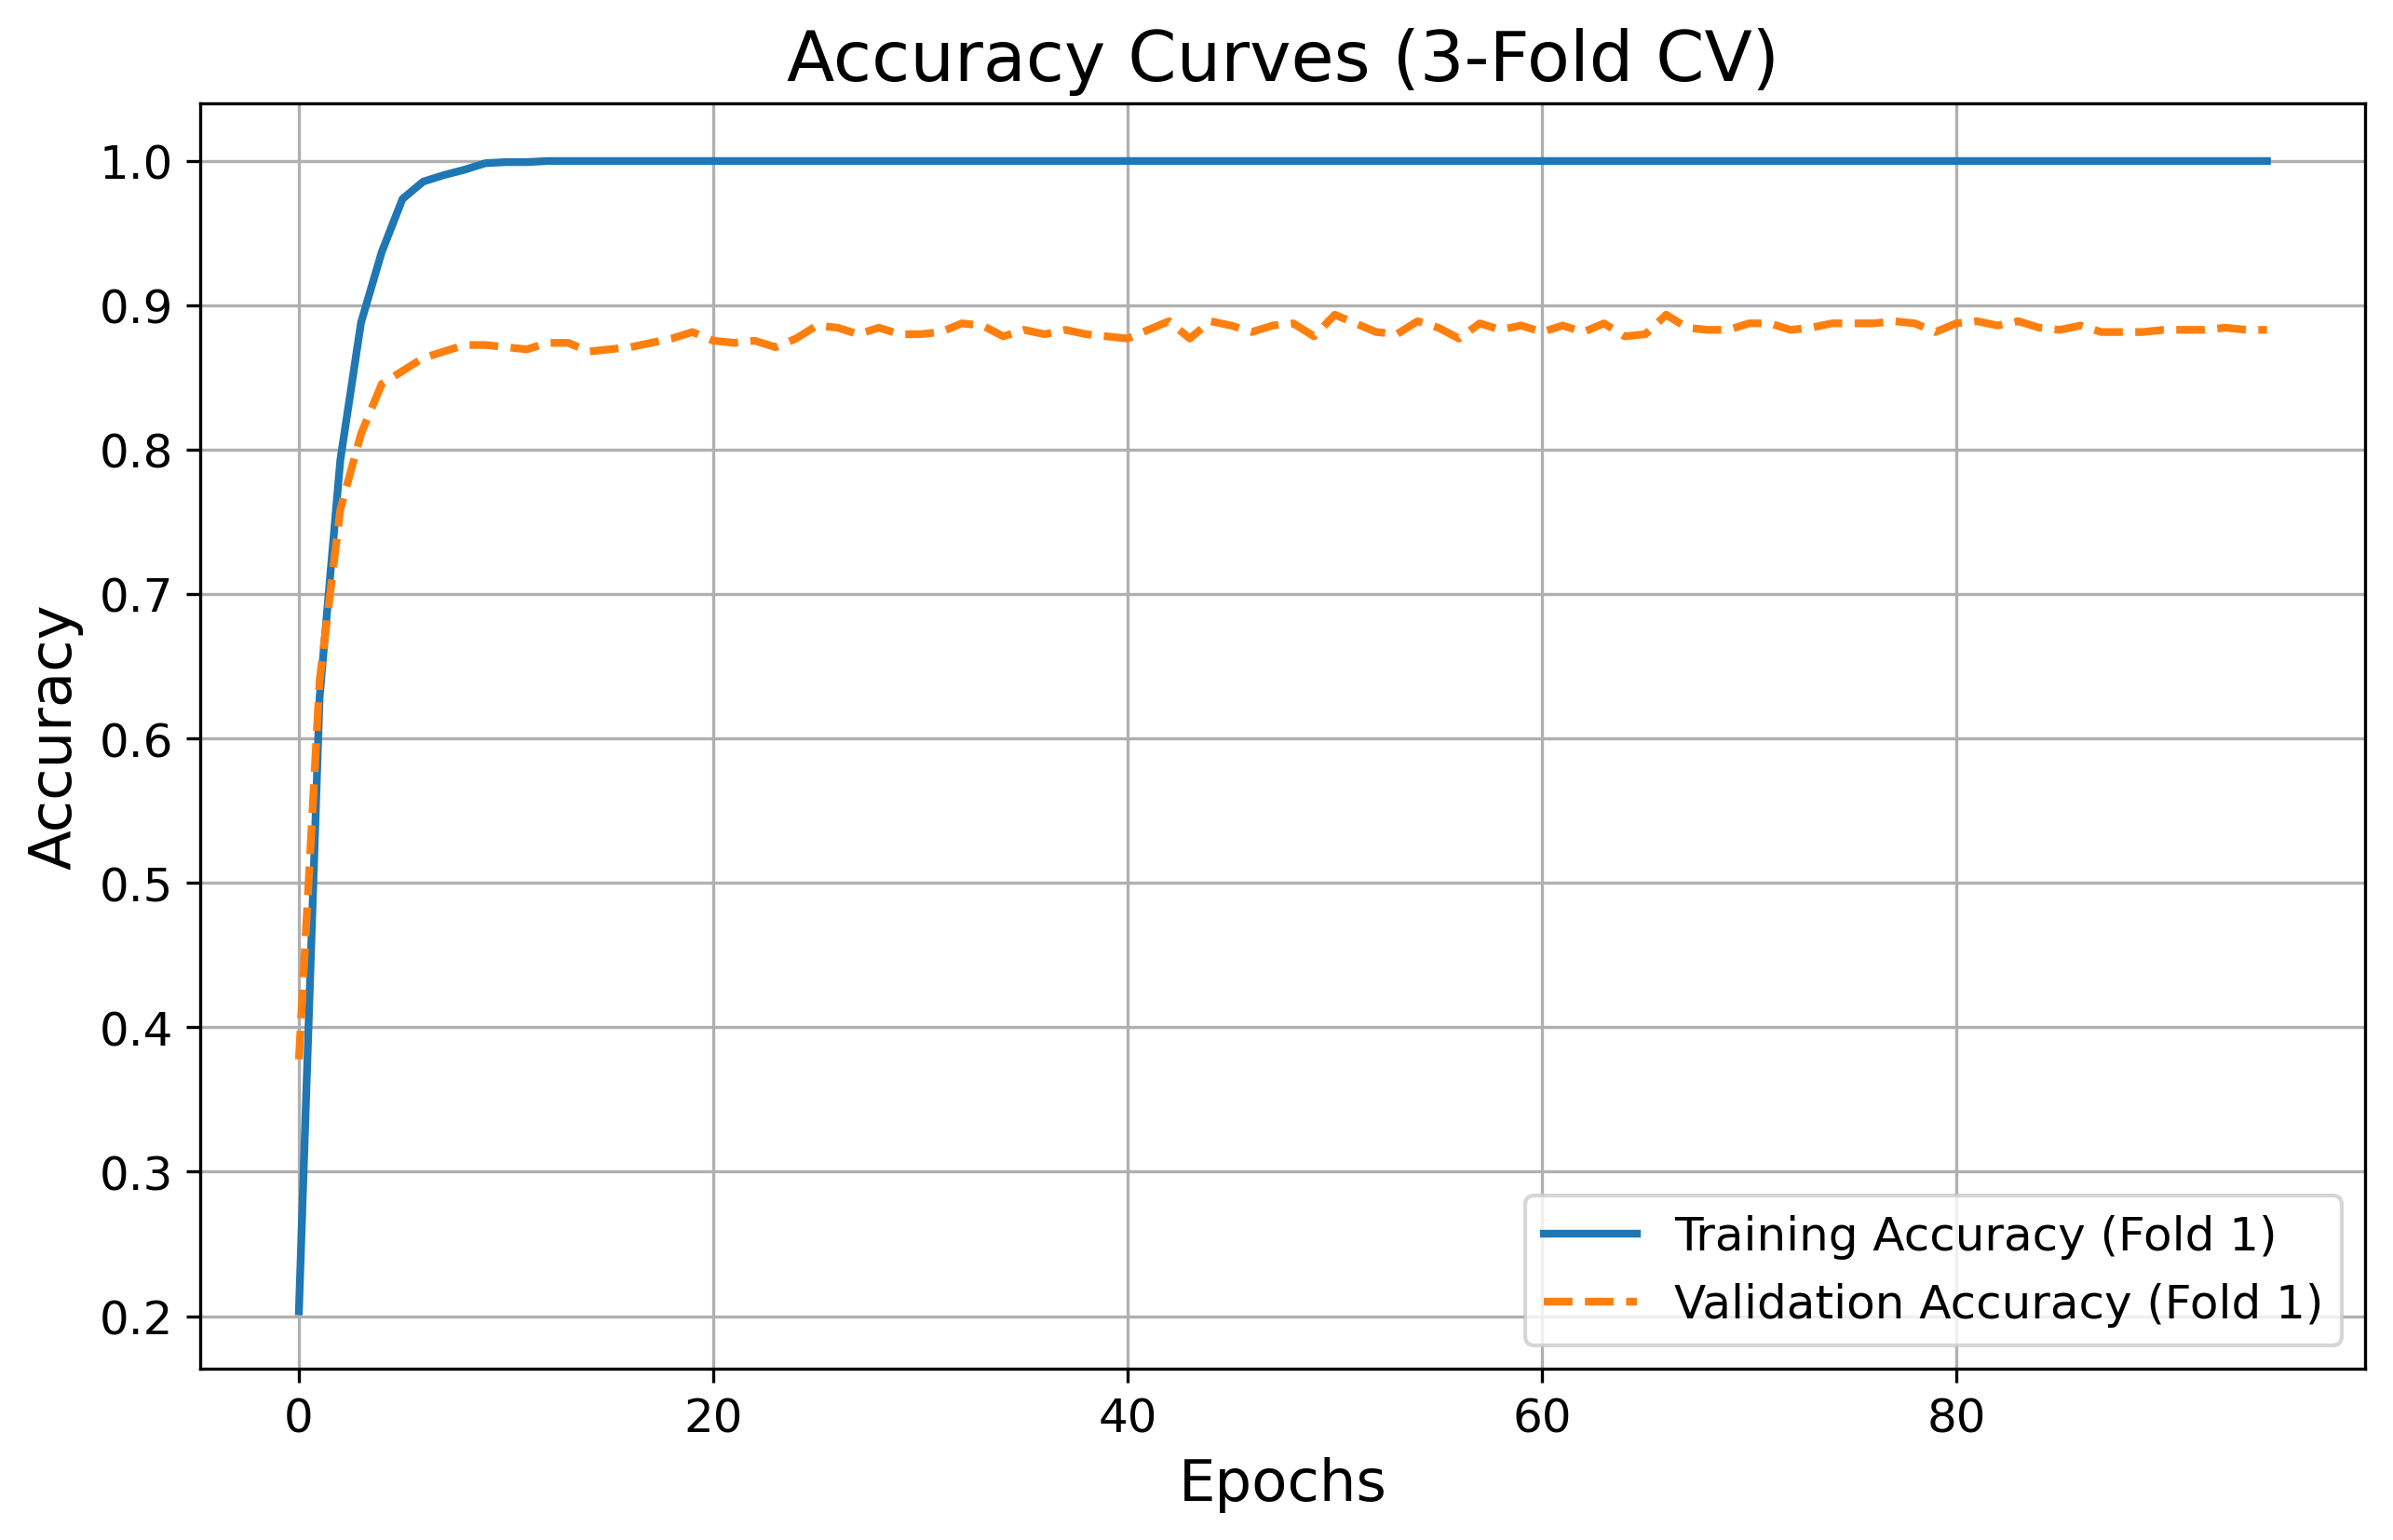 Accuracy Curves (3-Fold CV)
Accuracy
1.0
0.9
0.8
0.7
0.6
0.5
0.4
0.3
0.2
Training Accuracy (Fold 1)
Validation Accuracy (Fold 1)
0 20 40 60 80
Epochs